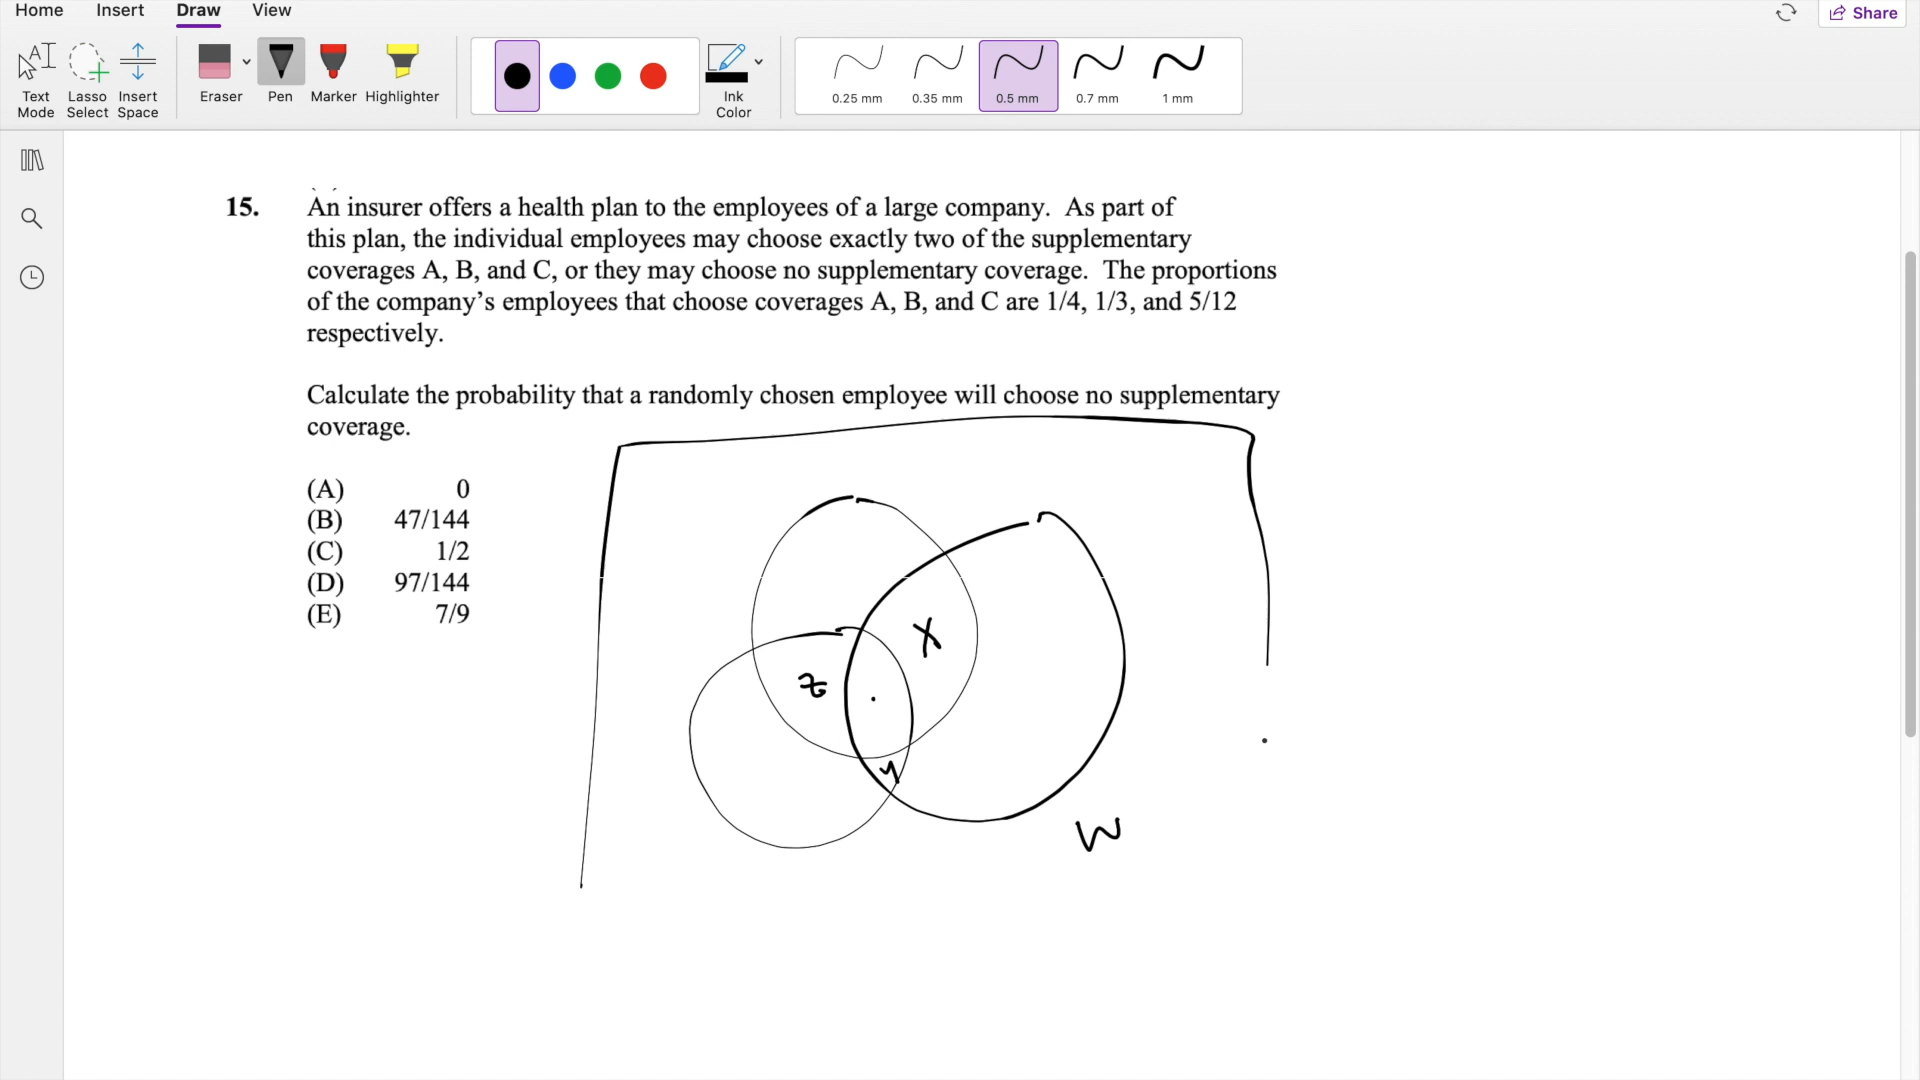 Home Insert Draw View
Share
Text Mode
Lasso Select
Insert Space
Eraser
Pen
Marker
Highlighter
Ink Color
0.25 mm
0.35 mm
0.5 mm
0.7 mm
1 mm
15. An insurer offers a health plan to the employees of a large company. As part of
this plan, the individual employees may choose exactly two of the supplementary
coverages A, B, and C, or they may choose no supplementary coverage. The proportions
of the company's employees that choose coverages A, B, and C are 1/4, 1/3, and 5/12
respectively.
Calculate the probability that a randomly chosen employee will choose no supplementary
coverage.
(A) 0
(B) 47/144
(C) 1/2
(D) 97/144
(E) 7/9
X
z
y
W